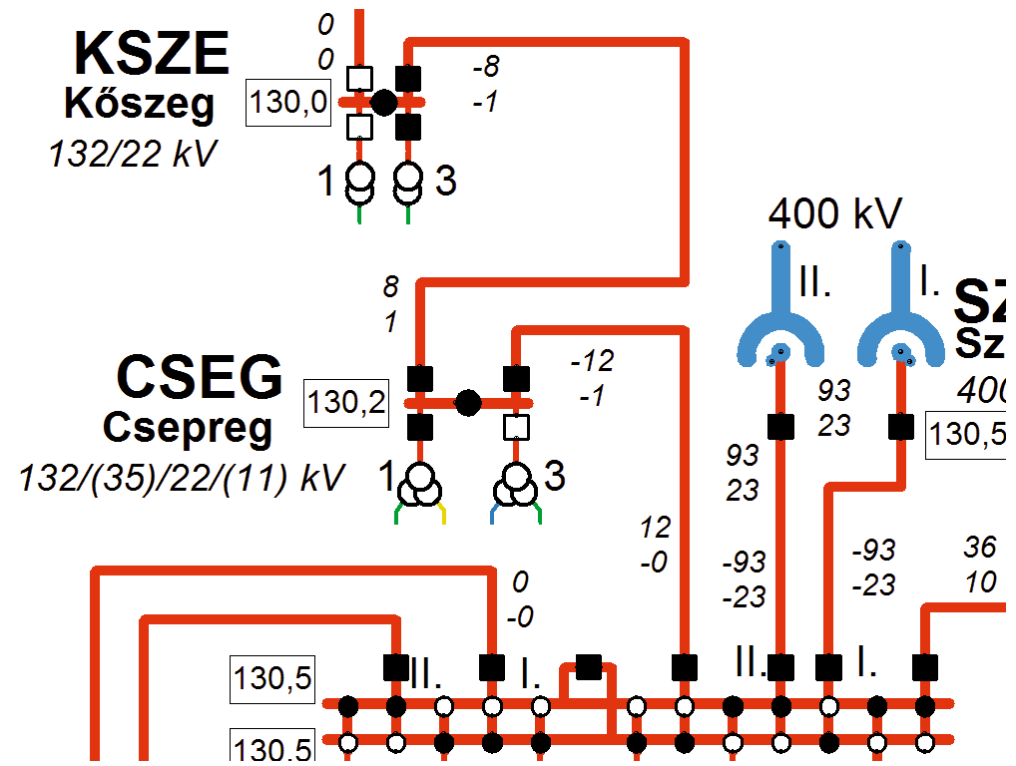 0
0
KSZE
-8
Kőszeg
130,0
-1
132/22 kV
1
3
400 kV
II.
I.
8
1
SZ
Sz
CSEG
-12
-1
130,2
93
23
400
130,5
Csepreg
132/(35)/22/(11) kV
1
3
93
23
12
-0
-93
-23
-93
-23
36
10
0
-0
130,5
II.
I.
II.
I.
130,5